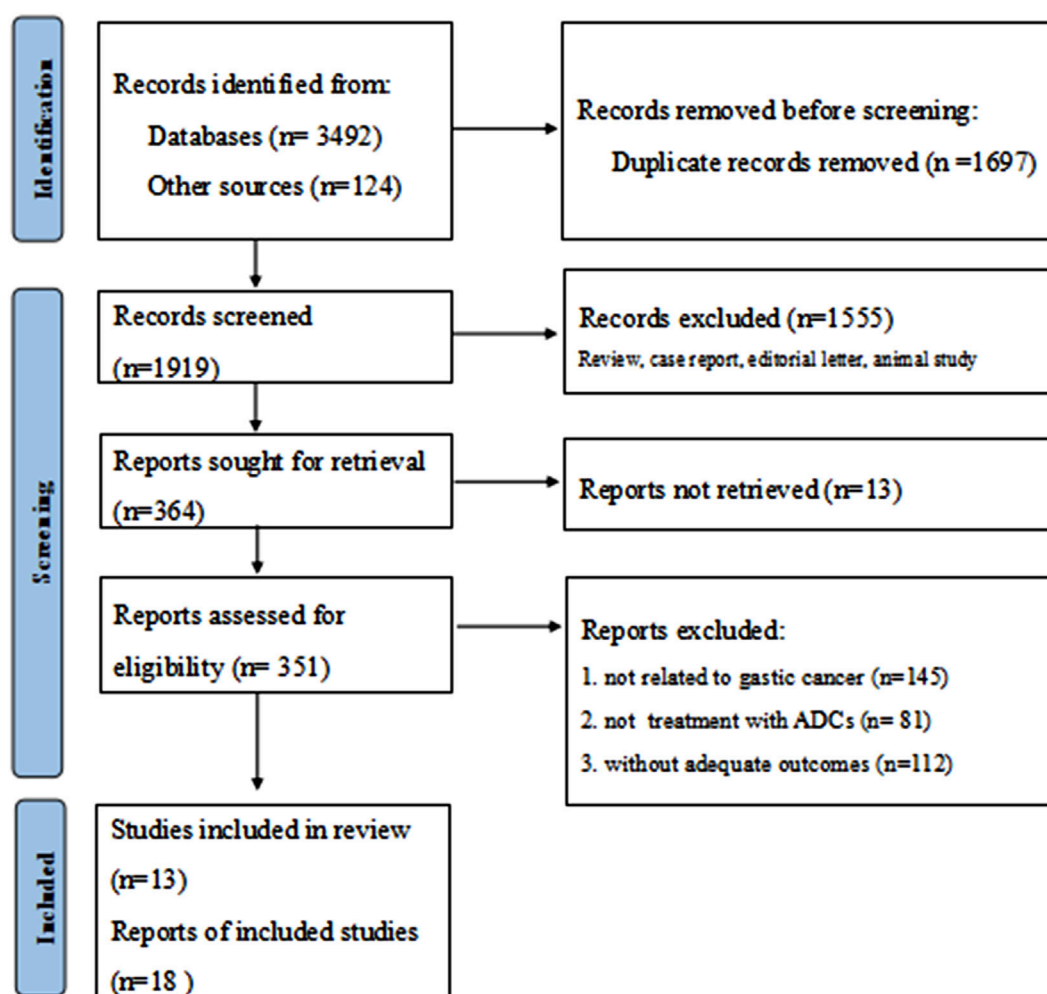 Identification
Records identified from:
Databases (n= 3492)
Other sources (n=124)
Records removed before screening:
Duplicate records removed (n =1697)
Screening
Records screened
(n=1919)
Records excluded (n=1555)
Review, case report, editorial letter, animal study
Reports sought for retrieval
(n=364)
Reports not retrieved (n=13)
Reports assessed for
eligibility (n= 351)
Reports excluded:
1. not related to gastic cancer (n=145)
2. not treatment with ADCs (n= 81)
3. without adequate outcomes (n=112)
Included
Studies included in review
(n=13)
Reports of included studies
(n=18 )